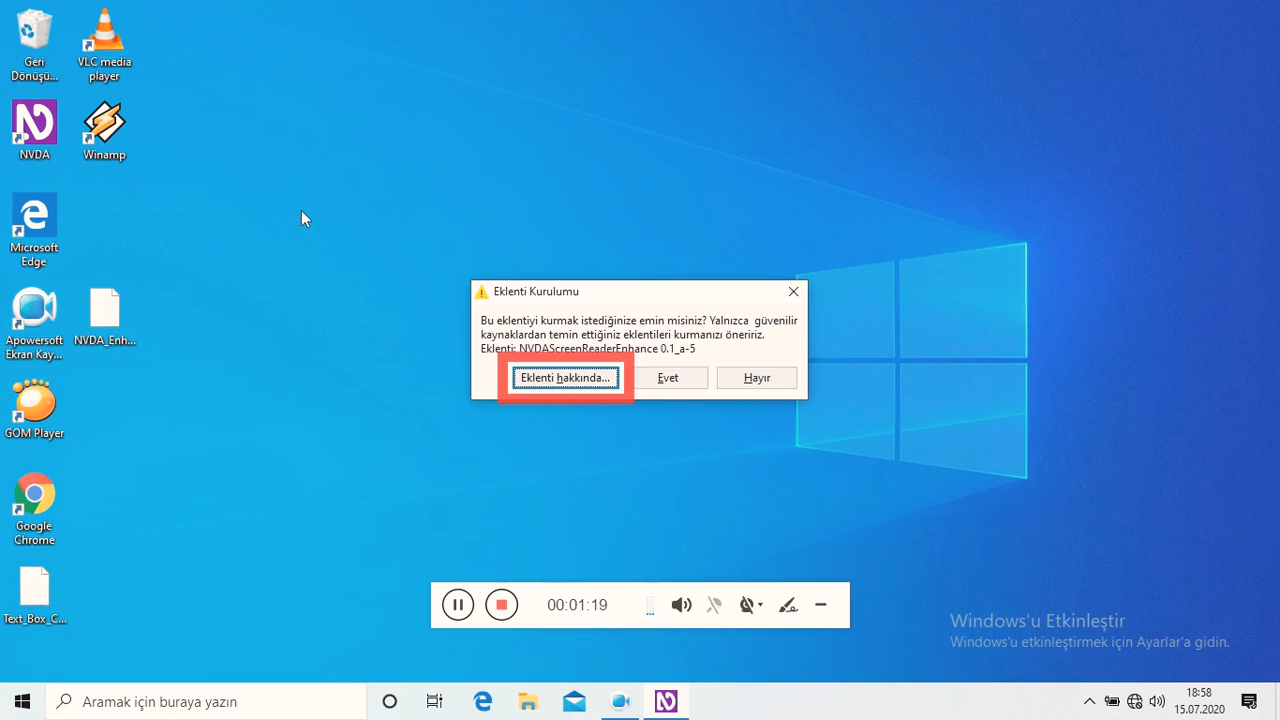 Geri
Dönüşü...
VLC media
player
NVDA
Winamp
Microsoft
Edge
Apowersoft
Ekran Kay...
NVDA_Enh...
GOM Player
Google
Chrome
Text_Box_C...
Eklenti Kurulumu
Bu eklentiyi kurmak istediğinize emin misiniz? Yalnızca güvenilir
kaynaklardan temin ettiğiniz eklentileri kurmanızı öneririz.
Eklenti: NVDAScreenReaderEnhance 0.1_a-5
Eklenti hakkında...
Evet
Hayır
00:01:19
Windows'u Etkinleştir
Windows'u etkinleştirmek için Ayarlar'a gidin.
Aramak için buraya yazın
18:58
15.07.2020